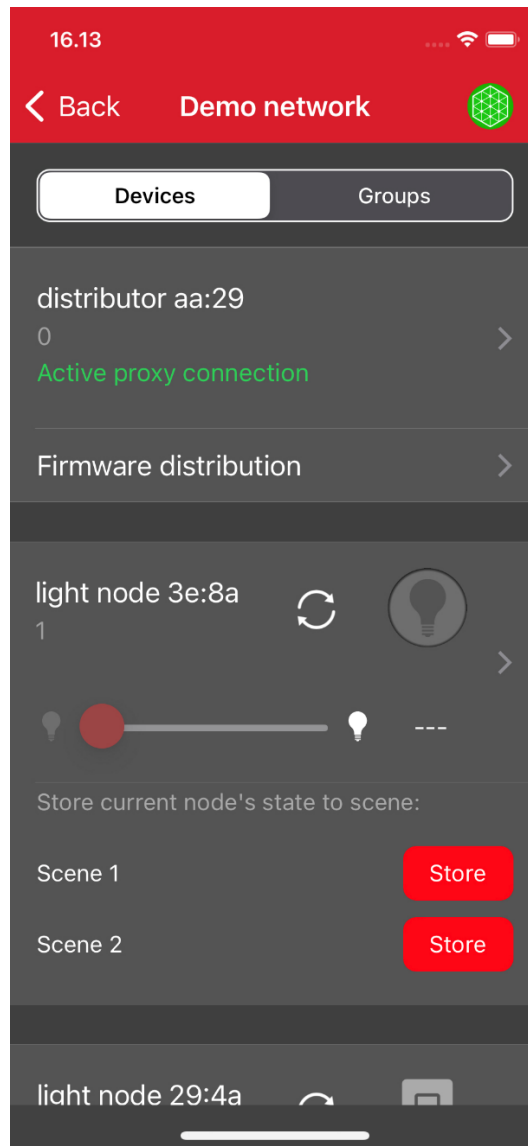 16.13
Back Demo network
Devices Groups
distributor aa:29
0
Active proxy connection
Firmware distribution
light node 3e:8a
1
---
Store current node's state to scene:
Scene 1 Store
Scene 2 Store
light node 29:4a